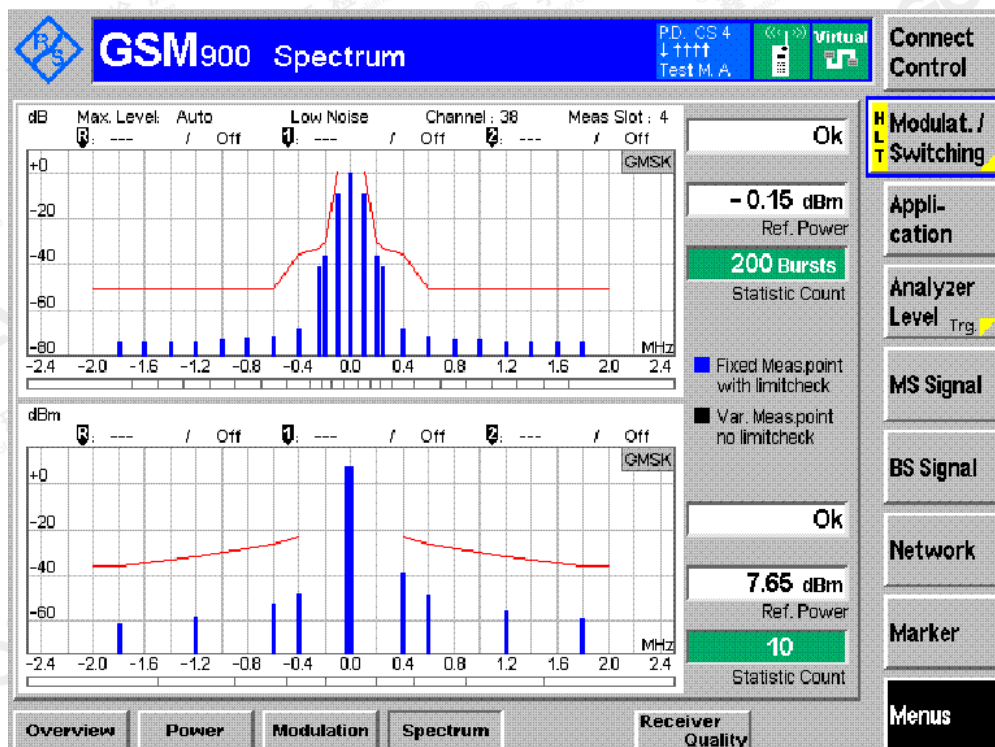 R S
GSM900 Spectrum
P.D. CS 4
Test M. A
Virtual
Connect
Control
dB Max. Level: Auto Low Noise Channel : 38 Meas Slot : 4
R: --- / Off 1: --- / Off 2: --- / Off
GMSK
+0
-20
-40
-60
-80
MHz
-2.4 -2.0 -1.6 -1.2 -0.8 -0.4 0.0 0.4 0.8 1.2 1.6 2.0 2.4
Ok
-0.15 dBm
Ref. Power
200 Bursts
Statistic Count
Fixed Meas.point
with limitcheck
Var. Meas.point
no limitcheck
dBm
R: --- / Off 1: --- / Off 2: --- / Off
GMSK
+0
-20
-40
-60
MHz
-2.4 -2.0 -1.6 -1.2 -0.8 -0.4 0.0 0.4 0.8 1.2 1.6 2.0 2.4
Ok
7.65 dBm
Ref. Power
10
Statistic Count
HLT
Modulat. /
Switching
Appli-
cation
Analyzer
Level Trg.
MS Signal
BS Signal
Network
Marker
Menus
Overview
Power
Modulation
Spectrum
Receiver
Quality